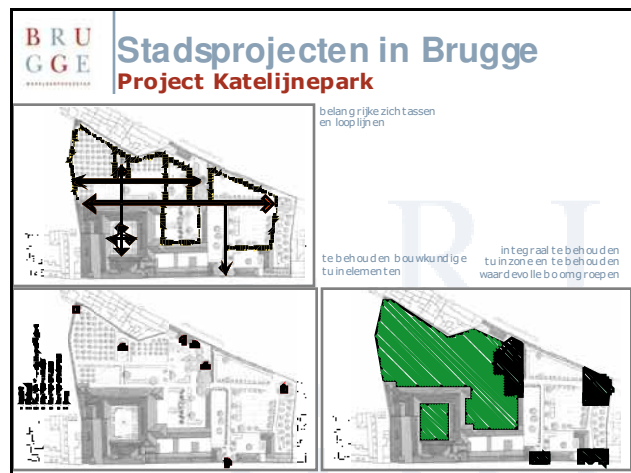 BRU
GGE
WERELDERFGOEDSTAD
Stadsprojecten in Brugge
Project Katelijnepark
belangrijke zichtassen
en looplijnen
te behouden bouwkundige
tuinelementen
integraal te behouden
tuinzone en te behouden
waardevolle boomgroepen
R I